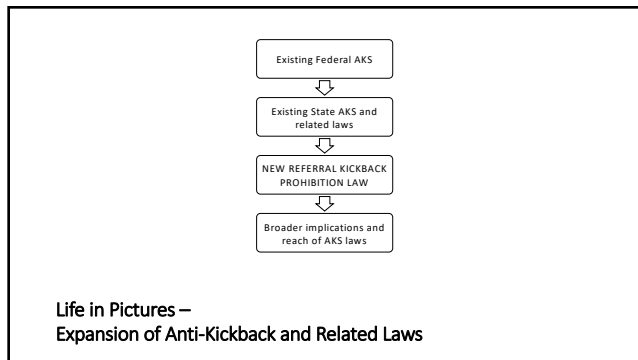 Existing Federal AKS
Existing State AKS and
related laws
NEW REFERRAL KICKBACK
PROHIBITION LAW
Broader implications and
reach of AKS laws
Life in Pictures –
Expansion of Anti-Kickback and Related Laws